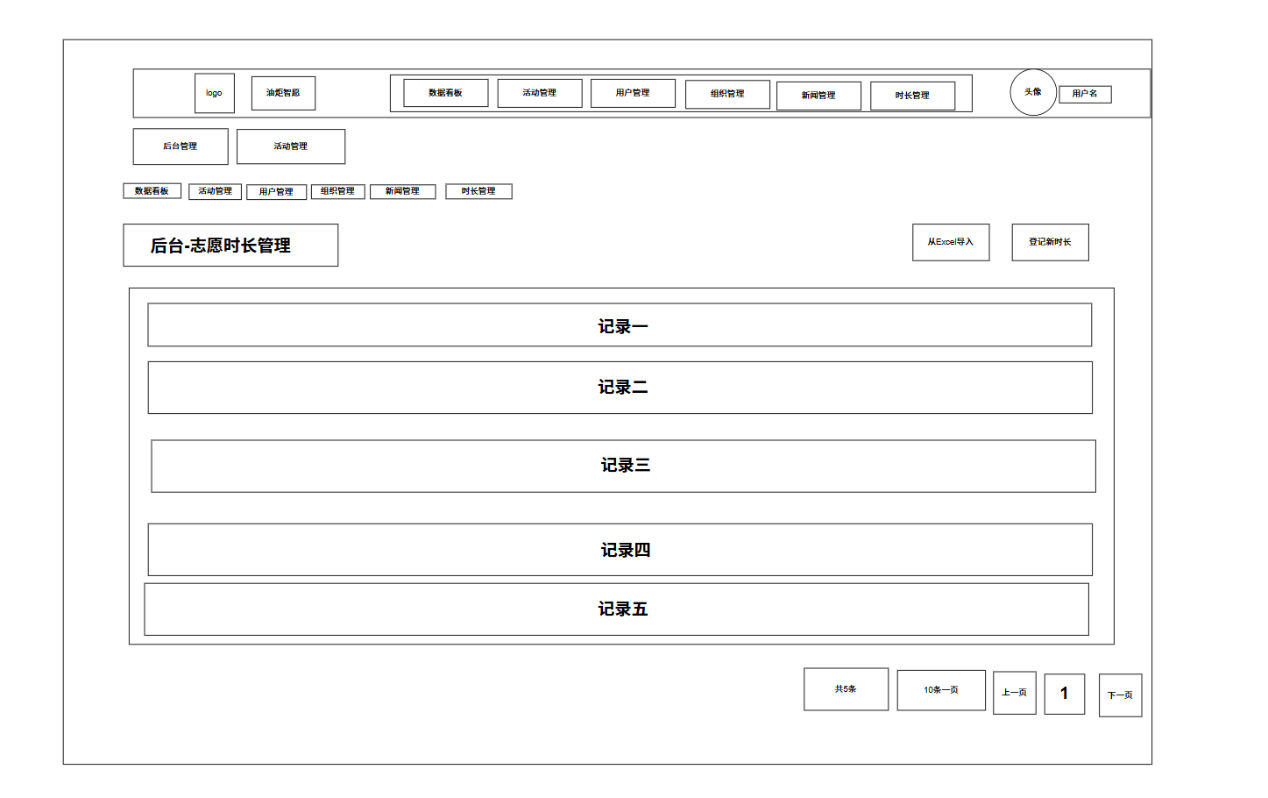 logo
油炬智愿
数据看板
活动管理
用户管理
组织管理
新闻管理
时长管理
头像
用户名
后台管理
活动管理
数据看板
活动管理
用户管理
组织管理
新闻管理
时长管理
后台-志愿时长管理
从Excel导入
登记新时长
记录一
记录二
记录三
记录四
记录五
共5条
10条一页
上一页
1
下一页